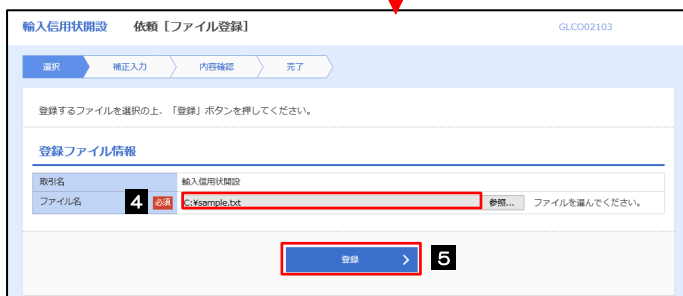 輸入信用状開設 依頼[ファイル登録] GLCO02103
選択 補正入力 内容確認 完了
登録するファイルを選択の上、「登録」ボタンを押してください。
登録ファイル情報
取引名 輸入信用状開設
ファイル名 4 必須 C:¥sample.txt 参照... ファイルを選んでください。
登録 5